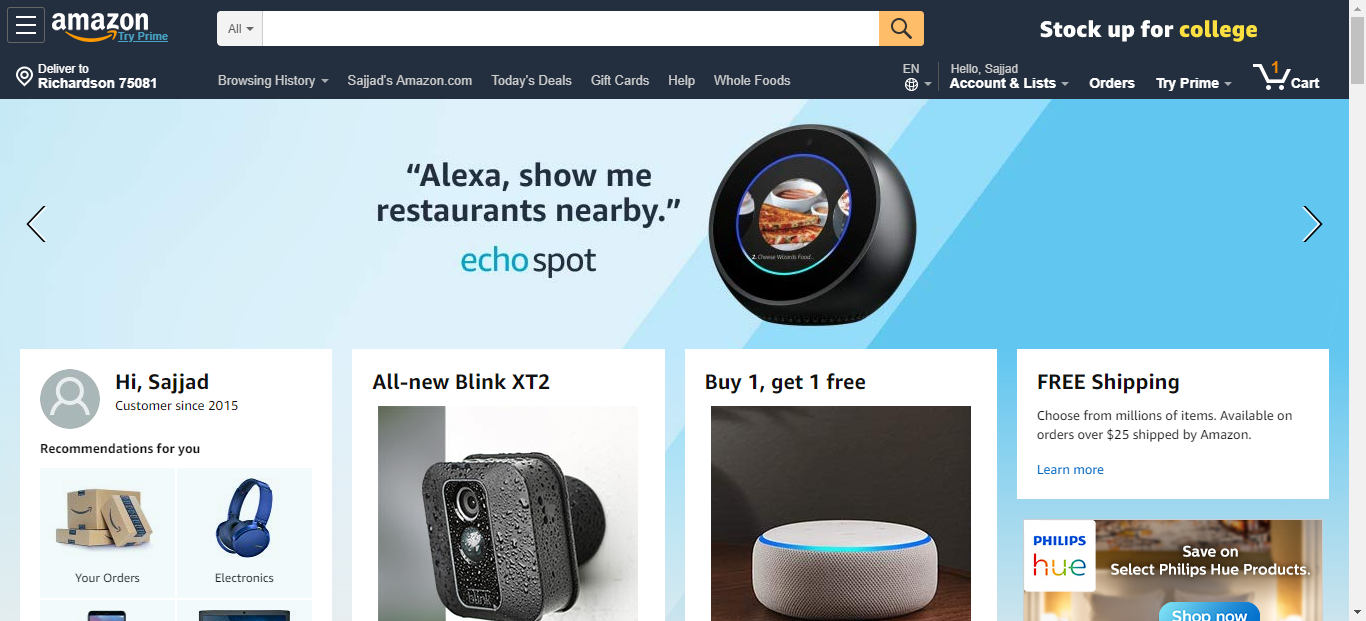 amazon
Try Prime
All
Stock up for college
Deliver to
Richardson 75081
Browsing History
Sajjad's Amazon.com
Today's Deals
Gift Cards
Help
Whole Foods
EN
Hello, Sajjad
Account & Lists
Orders
Try Prime
1
Cart
“Alexa, show me
restaurants nearby.”
echo spot
2. Cheese Wizards Food...
Hi, Sajjad
Customer since 2015
Recommendations for you
Your Orders
Electronics
All-new Blink XT2
blink
Buy 1, get 1 free
FREE Shipping
Choose from millions of items. Available on
orders over $25 shipped by Amazon.
Learn more
PHILIPS
hue
Save on
Select Philips Hue Products.
Shop now